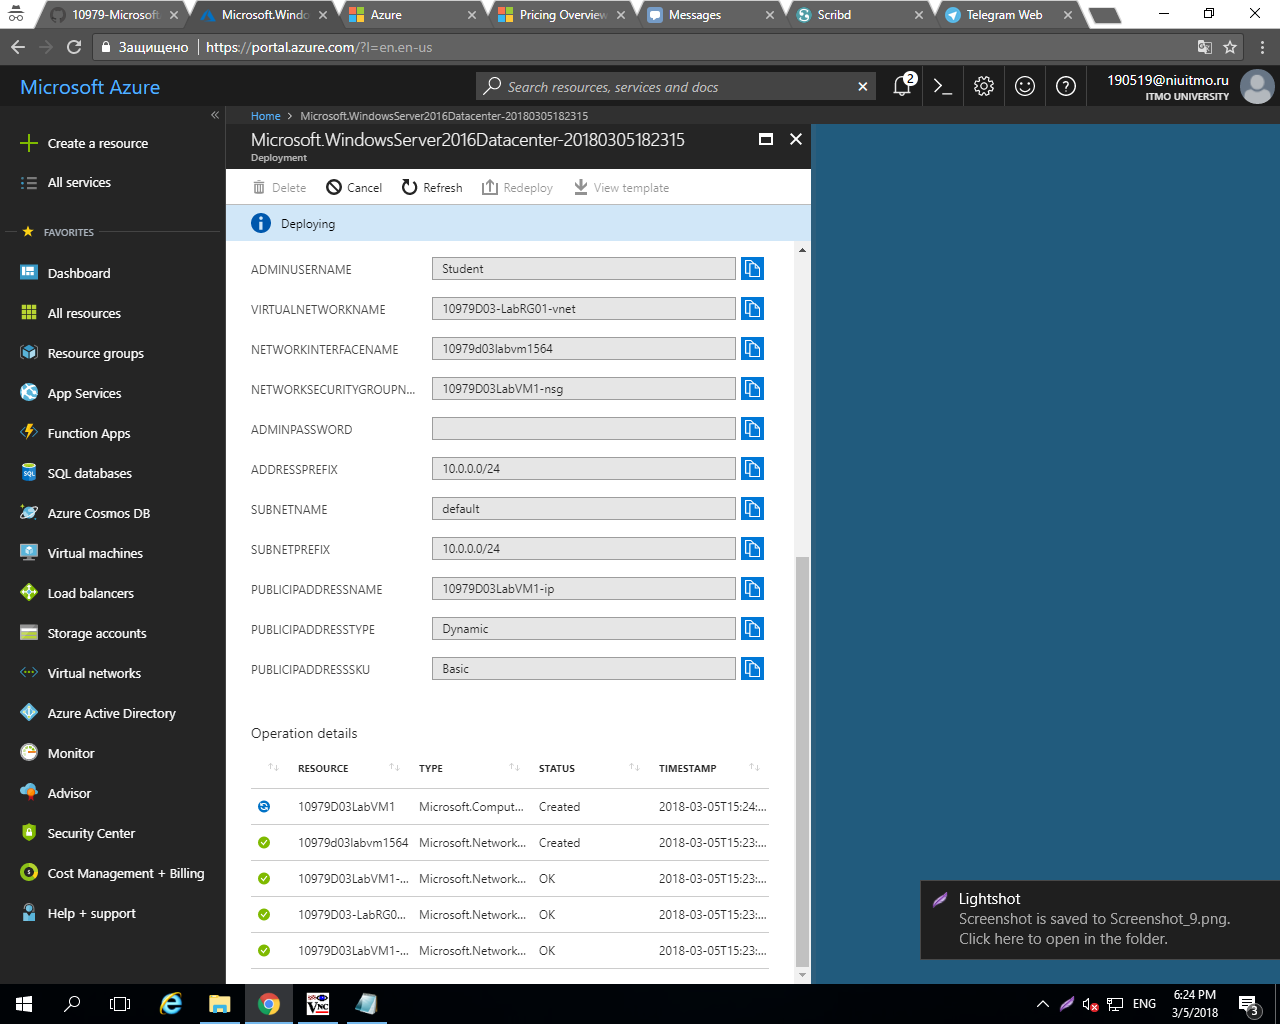 10979-Microsoft
Microsoft.Windo
Azure
Pricing Overview
Messages
Scribd
Telegram Web
Защищено
https://portal.azure.com/?l=en.en-us
Microsoft Azure
Search resources, services and docs
2
190519@niuitmo.ru
ITMO UNIVERSITY
Create a resource
All services
FAVORITES
Dashboard
All resources
Resource groups
App Services
Function Apps
SQL databases
Azure Cosmos DB
Virtual machines
Load balancers
Storage accounts
Virtual networks
Azure Active Directory
Monitor
Advisor
Security Center
Cost Management + Billing
Help + support
Home > Microsoft.WindowsServer2016Datacenter-20180305182315
Microsoft.WindowsServer2016Datacenter-20180305182315
Deployment
Delete Cancel Refresh Redeploy View template
Deploying
ADMINUSERNAME Student
VIRTUALNETWORKNAME 10979D03-LabRG01-vnet
NETWORKINTERFACENAME 10979d03labvm1564
NETWORKSECURITYGROUPN... 10979D03LabVM1-nsg
ADMINPASSWORD
ADDRESSPREFIX 10.0.0.0/24
SUBNETNAME default
SUBNETPREFIX 10.0.0.0/24
PUBLICIPADDRESSNAME 10979D03LabVM1-ip
PUBLICIPADDRESSTYPE Dynamic
PUBLICIPADDRESSSKU Basic
Operation details
RESOURCE TYPE STATUS TIMESTAMP
10979D03LabVM1 Microsoft.Comput... Created 2018-03-05T15:24:...
10979d03labvm1564 Microsoft.Network... Created 2018-03-05T15:23:...
10979D03LabVM1-... Microsoft.Network... OK 2018-03-05T15:23:...
10979D03-LabRG0... Microsoft.Network... OK 2018-03-05T15:23:...
10979D03LabVM1-... Microsoft.Network... OK 2018-03-05T15:23:...
Lightshot
Screenshot is saved to Screenshot_9.png.
Click here to open in the folder.
VNC
ENG
6:24 PM
3/5/2018
3